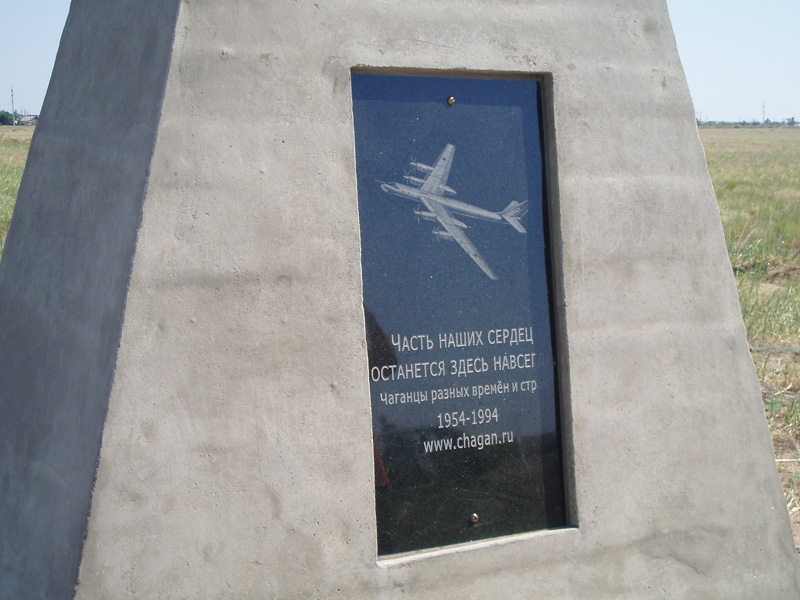 Часть наших сердец
останется здесь навсег
Чаганцы разных времён и стр
1954-1994
www.chagan.ru